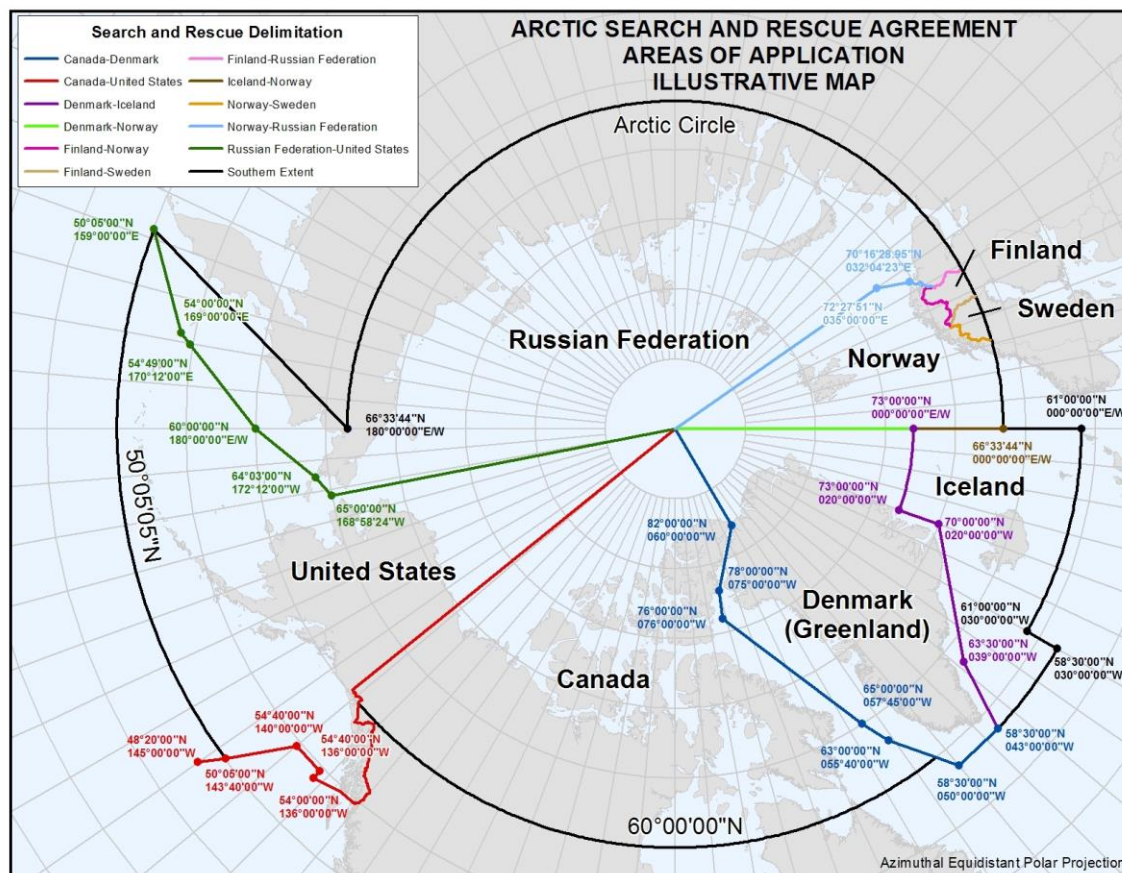 ARCTIC SEARCH AND RESCUE AGREEMENT
AREAS OF APPLICATION
ILLUSTRATIVE MAP
Search and Rescue Delimitation
Canada-Denmark
Canada-United States
Denmark-Iceland
Denmark-Norway
Finland-Norway
Finland-Sweden
Finland-Russian Federation
Iceland-Norway
Norway-Sweden
Norway-Russian Federation
Russian Federation-United States
Southern Extent
Arctic Circle
50°05'00"N
159°00'00"E
54°00'00"N
169°00'00"E
54°49'00"N
170°12'00"E
60°00'00"N
180°00'00"E/W
64°03'00"N
172°12'00"W
65°00'00"N
168°58'24"W
66°33'44"N
180°00'00"E/W
50°05'05"N
Russian Federation
70°16'28.95"N
032°04'23"E
72°27'51"N
035°00'00"E
Finland
Sweden
Norway
73°00'00"N
000°00'00"E/W
61°00'00"N
000°00'00"E/W
66°33'44"N
000°00'00"E/W
Iceland
73°00'00"N
020°00'00"W
70°00'00"N
020°00'00"W
82°00'00"N
060°00'00"W
78°00'00"N
075°00'00"W
76°00'00"N
076°00'00"W
Denmark
(Greenland)
61°00'00"N
030°00'00"W
63°30'00"N
039°00'00"W
58°30'00"N
030°00'00"W
United States
Canada
65°00'00"N
057°45'00"W
63°00'00"N
055°40'00"W
58°30'00"N
043°00'00"W
58°30'00"N
050°00'00"W
54°40'00"N
140°00'00"W
54°40'00"N
136°00'00"W
48°20'00"N
145°00'00"W
50°05'00"N
143°40'00"W
54°00'00"N
136°00'00"W
60°00'00"N
Azimuthal Equidistant Polar Projection